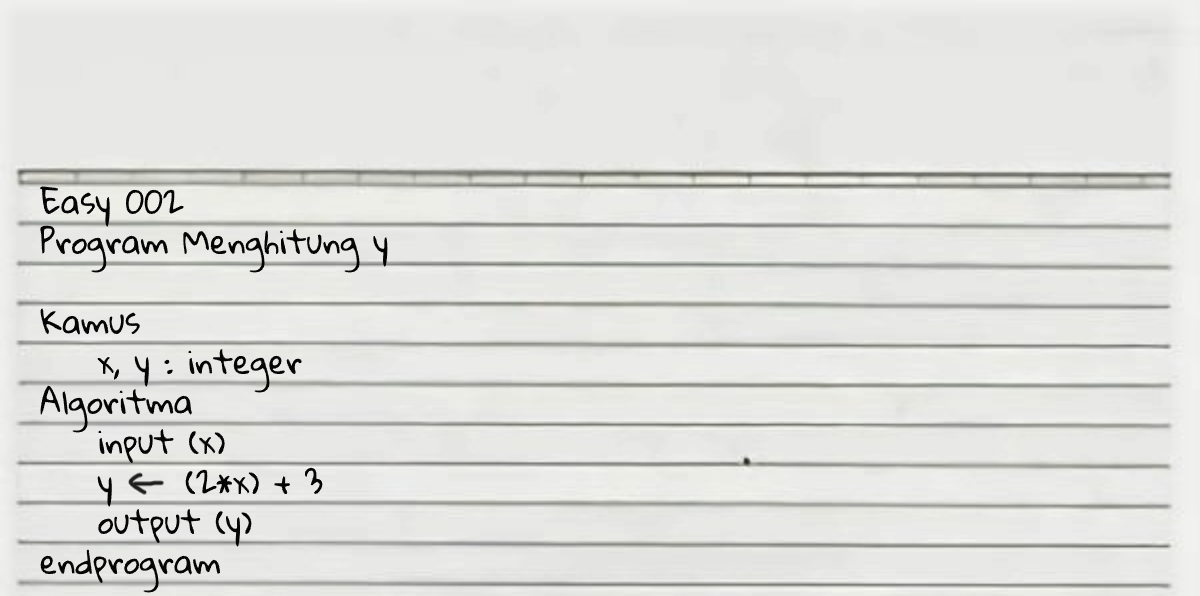 Easy 002
Program Menghitung y
Kamus
x, y : integer
Algoritma
input (x)
y ← (2*x) + 3
output (y)
endprogram